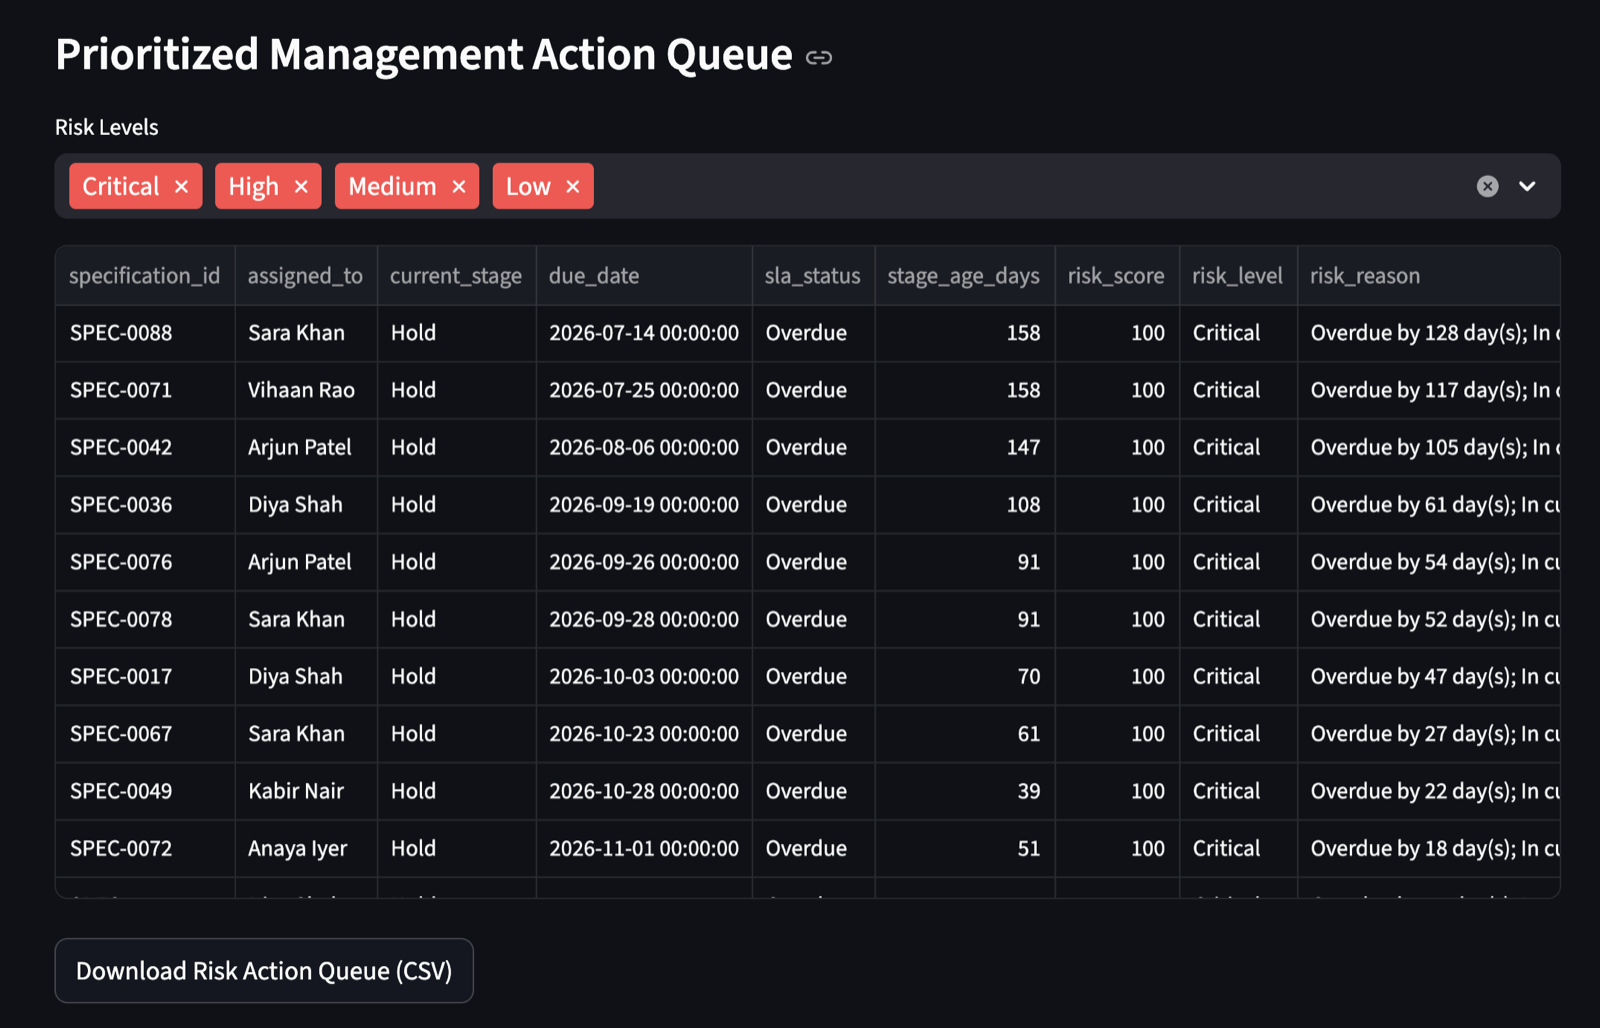 Prioritized Management Action Queue
Risk Levels
Critical × High × Medium × Low ×
specification_id assigned_to current_stage due_date sla_status stage_age_days risk_score risk_level risk_reason
SPEC-0088 Sara Khan Hold 2026-07-14 00:00:00 Overdue 158 100 Critical Overdue by 128 day(s); In
SPEC-0071 Vihaan Rao Hold 2026-07-25 00:00:00 Overdue 158 100 Critical Overdue by 117 day(s); In
SPEC-0042 Arjun Patel Hold 2026-08-06 00:00:00 Overdue 147 100 Critical Overdue by 105 day(s); In
SPEC-0036 Diya Shah Hold 2026-09-19 00:00:00 Overdue 108 100 Critical Overdue by 61 day(s); In
SPEC-0076 Arjun Patel Hold 2026-09-26 00:00:00 Overdue 91 100 Critical Overdue by 54 day(s); In
SPEC-0078 Sara Khan Hold 2026-09-28 00:00:00 Overdue 91 100 Critical Overdue by 52 day(s); In
SPEC-0017 Diya Shah Hold 2026-10-03 00:00:00 Overdue 70 100 Critical Overdue by 47 day(s); In
SPEC-0067 Sara Khan Hold 2026-10-23 00:00:00 Overdue 61 100 Critical Overdue by 27 day(s); In
SPEC-0049 Kabir Nair Hold 2026-10-28 00:00:00 Overdue 39 100 Critical Overdue by 22 day(s); In
SPEC-0072 Anaya Iyer Hold 2026-11-01 00:00:00 Overdue 51 100 Critical Overdue by 18 day(s); In
Download Risk Action Queue (CSV)